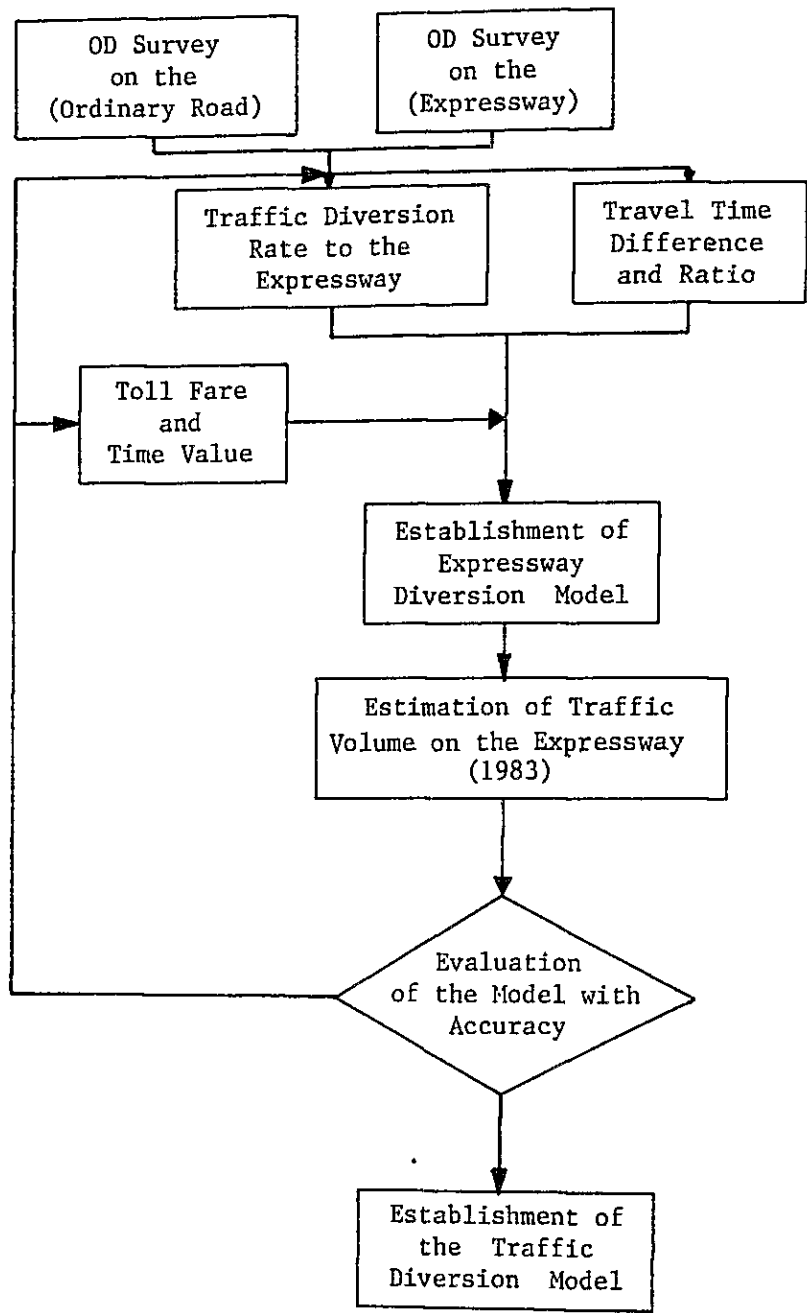 OD Survey
on the
(Ordinary Road)
OD Survey
on the
(Expressway)
Traffic Diversion
Rate to the
Expressway
Travel Time
Difference
and Ratio
Toll Fare
and
Time Value
Establishment of
Expressway
Diversion Model
Estimation of Traffic
Volume on the Expressway
(1983)
Evaluation
of the Model with
Accuracy
Establishment of
the Traffic
Diversion Model